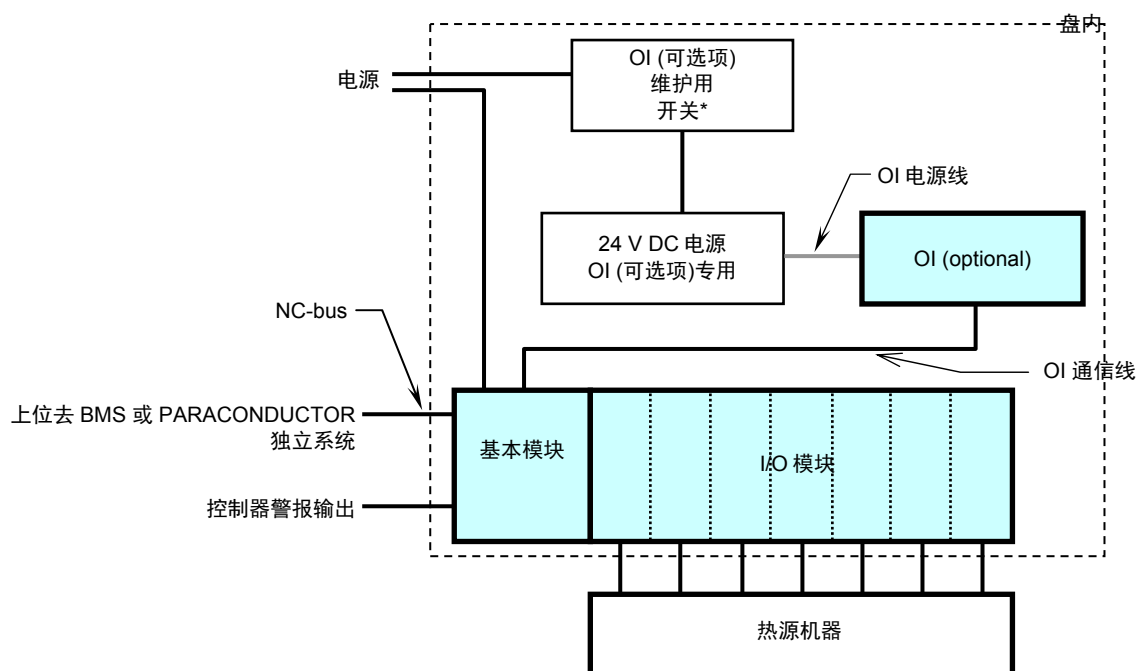 盘内
OI (可选项)
维护用
开关*
电源
OI 电源线
24 V DC 电源
OI (可选项)专用
OI (optional)
NC-bus
OI 通信线
上位去 BMS 或 PARACONDUCTOR
独立系统
基本模块
I/O 模块
控制器警报输出
热源机器